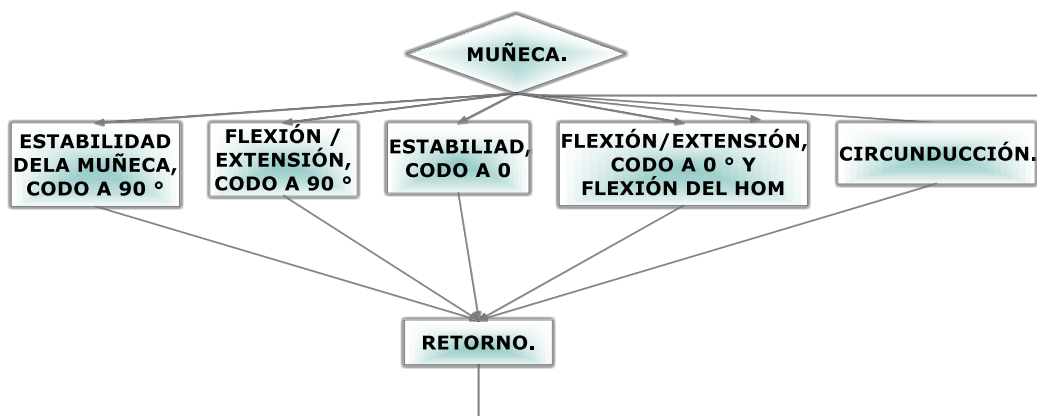 MUÑECA.
ESTABILIDAD
DELA MUÑECA,
CODO A 90 °
FLEXIÓN /
EXTENSIÓN,
CODO A 90 °
ESTABILIAD,
CODO A 0
FLEXIÓN/EXTENSIÓN,
CODO A 0 ° Y
FLEXIÓN DEL HOM
CIRCUNDUCCIÓN.
RETORNO.